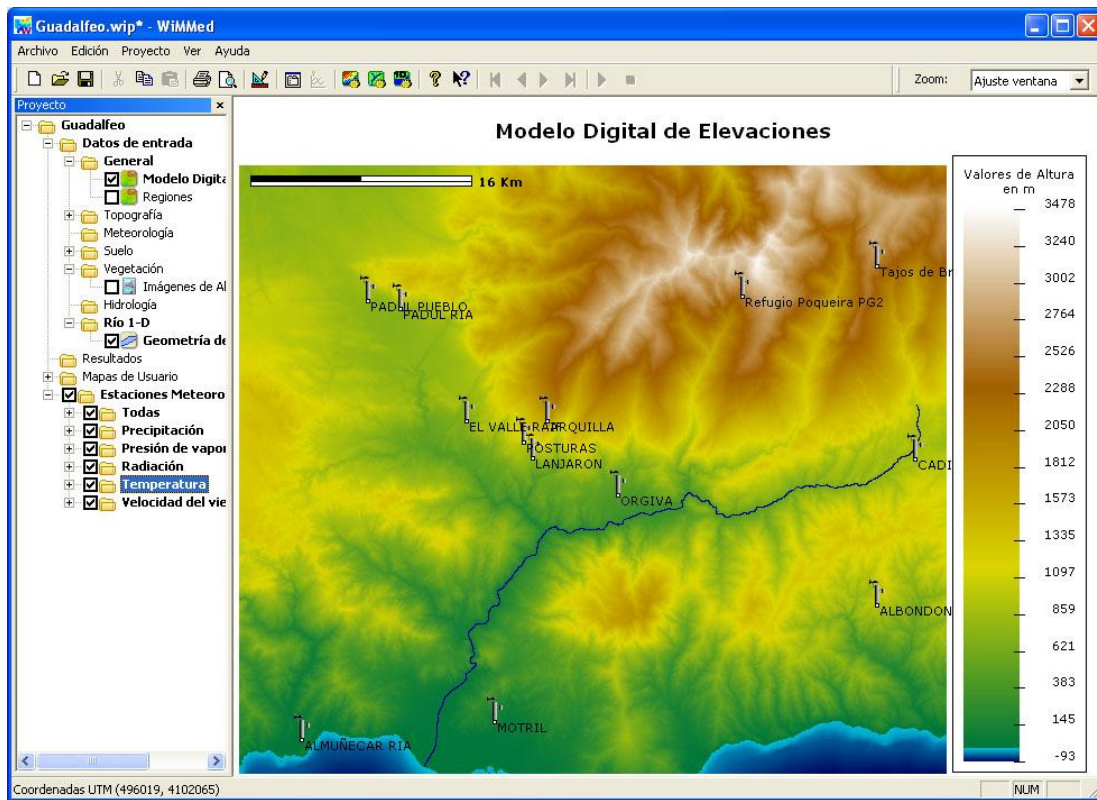 Guadalfeo.wip* - WiMMed
Archivo Edición Proyecto Ver Ayuda
Zoom: Ajuste ventana
Proyecto
Guadalfeo
Datos de entrada
General
Modelo Digita
Regiones
Topografía
Meteorología
Suelo
Vegetación
Imágenes de Al
Hidrología
Río 1-D
Geometría de
Resultados
Mapas de Usuario
Estaciones Meteoro
Todas
Precipitación
Presión de vapor
Radiación
Temperatura
Velocidad del vie
Modelo Digital de Elevaciones
16 Km
Tajos de Br
Refugio Poqueira PG2
PADUL PUEBLO
PADUL RIA
EL VALLE
POSTURAS
LANJARON
CADI
ORGIVA
ALBONDON
MOTRIL
ALMUÑECAR RIA
Valores de Altura
en m
3478
3240
3002
2764
2526
2288
2050
1812
1573
1335
1097
859
621
383
145
-93
Coordenadas UTM (496019, 4102065)
NUM